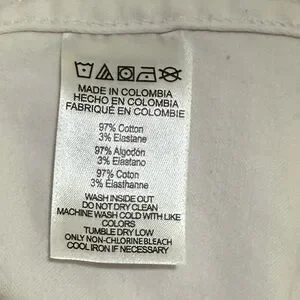 MADE IN COLOMBIA
HECHO EN COLOMBIA
FABRIQUÉ EN COLOMBIE
97% Cotton
3% Elastane
97% Algodón
3% Elastano
97% Coton
3% Elasthanne
WASH INSIDE OUT
DO NOT DRY CLEAN
MACHINE WASH COLD WITH LIKE
COLORS
TUMBLE DRY LOW
ONLY NON-CHLORINE BLEACH
COOL IRON IF NECESSARY